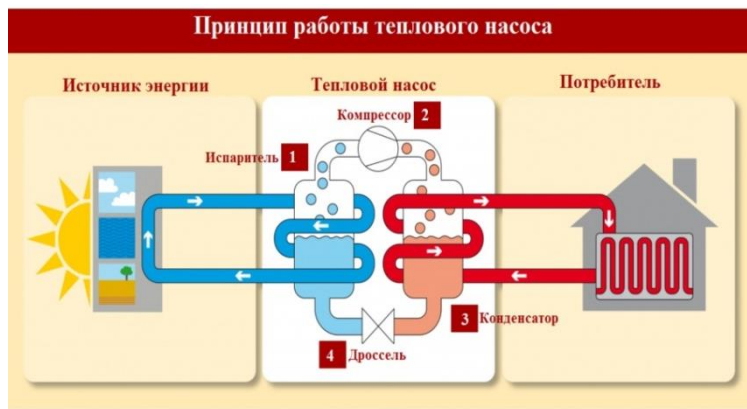 Принцип работы теплового насоса
Источник энергии
Тепловой насос
Потребитель
Компрессор 2
Испаритель 1
3 Конденсатор
4 Дроссель